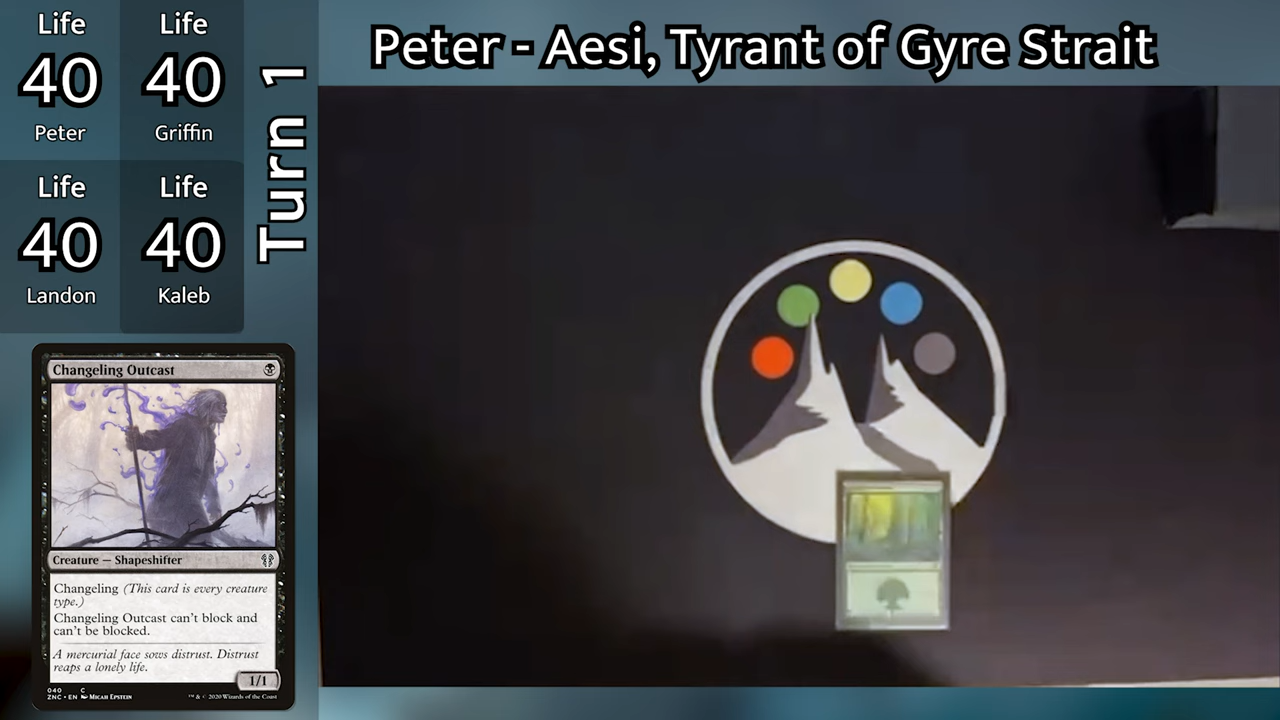 Life
40
Peter
Life
40
Griffin
Life
40
Landon
Life
40
Kaleb
Turn 1
Peter - Aesi, Tyrant of Gyre Strait
Changeling Outcast
Creature — Shapeshifter
Changeling (This card is every creature
type.)
Changeling Outcast can't block and
can't be blocked.
A mercurial face sows distrust. Distrust
reaps a lonely life.
1/1
040 C
ZNC • EN Micah Epstein
™ & © 2020 Wizards of the Coast